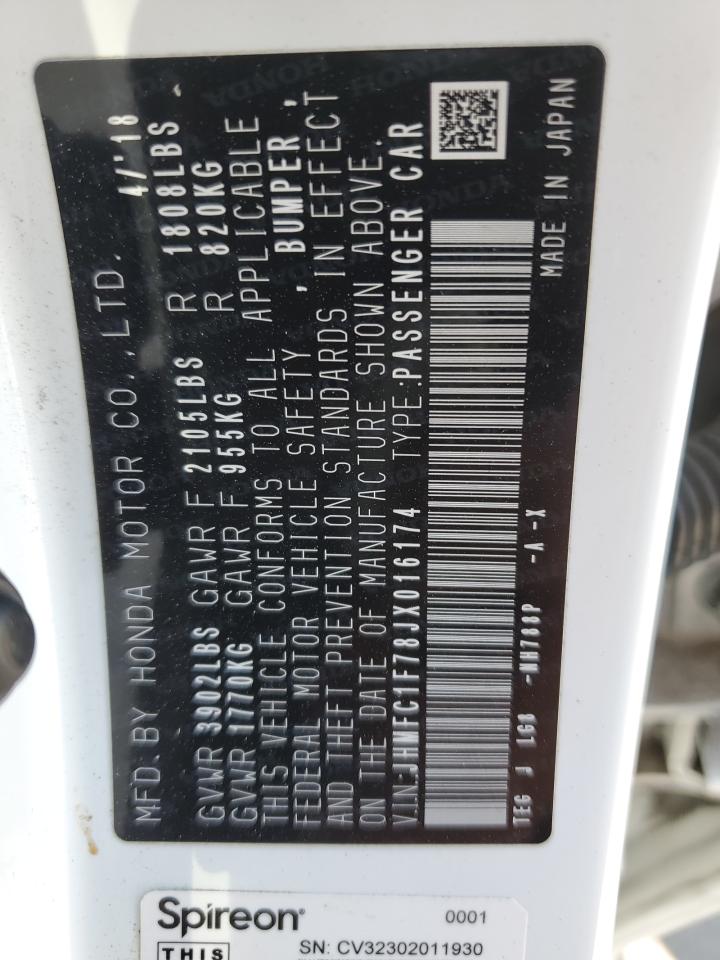 MFD. BY HONDA MOTOR CO., LTD. 4/'18
GVWR 3902LBS GAWR F 2105LBS R 1808LBS
GVWR 1770KG GAWR F 955KG R 820KG
THIS VEHICLE CONFORMS TO ALL APPLICABLE
FEDERAL MOTOR VEHICLE SAFETY , BUMPER ,
AND THEFT PREVENTION STANDARDS IN EFFECT
ON THE DATE OF MANUFACTURE SHOWN ABOVE.
V.I.N:JHMFC1F78JX016174 TYPE:PASSENGER CAR
TEG J LG8 -NH788P -A-X MADE IN JAPAN
Spireon 0001
SN: CV32302011930
THIS